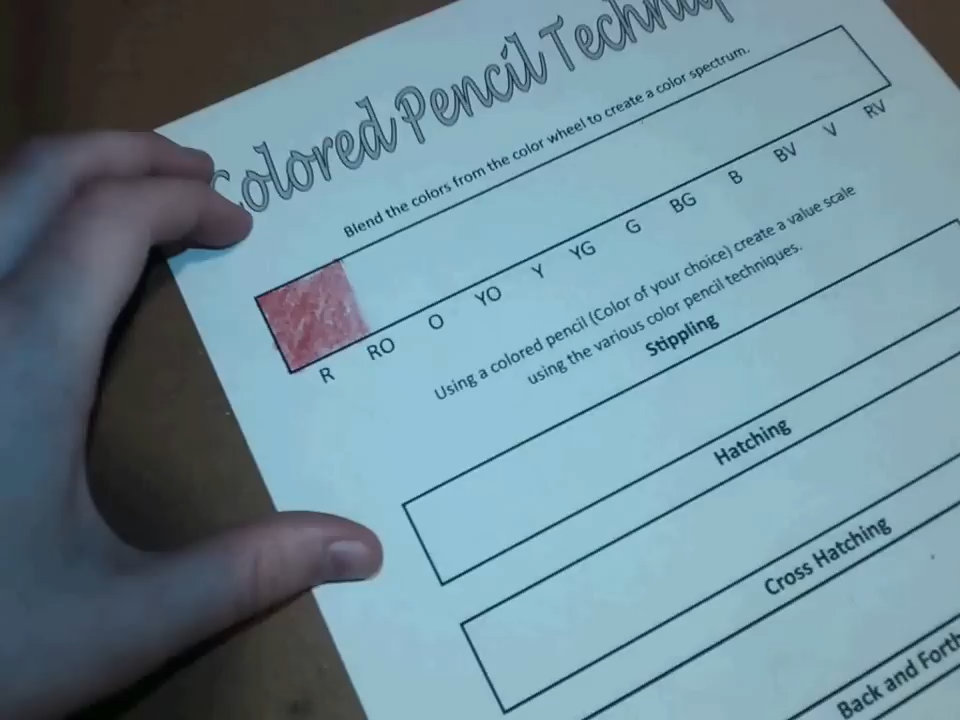 Colored Pencil Techniq
Blend the colors from the color wheel to create a color spectrum.
R RO O YO Y YG G BG B BV V RV
Using a colored pencil (Color of your choice) create a value scale
using the various color pencil techniques.
Stippling
Hatching
Cross Hatching
Back and Forth